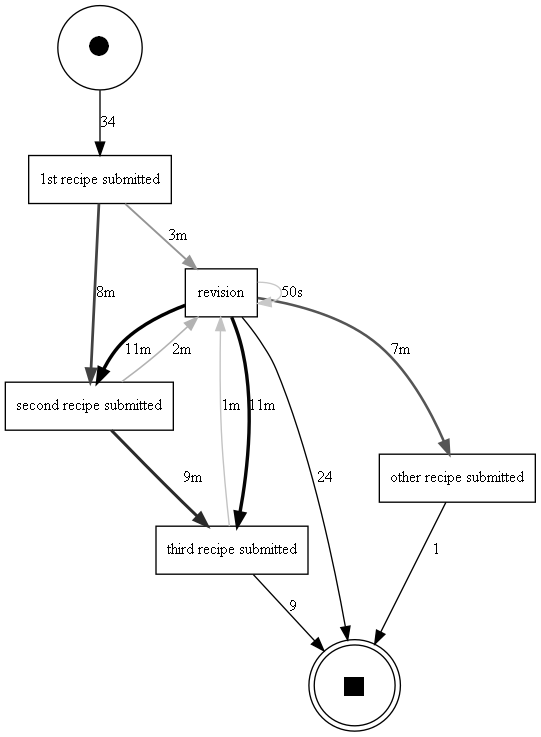 34
1st recipe submitted
3m
8m
revision
50s
11m
2m
7m
second recipe submitted
1m
11m
9m
24
other recipe submitted
third recipe submitted
1
9